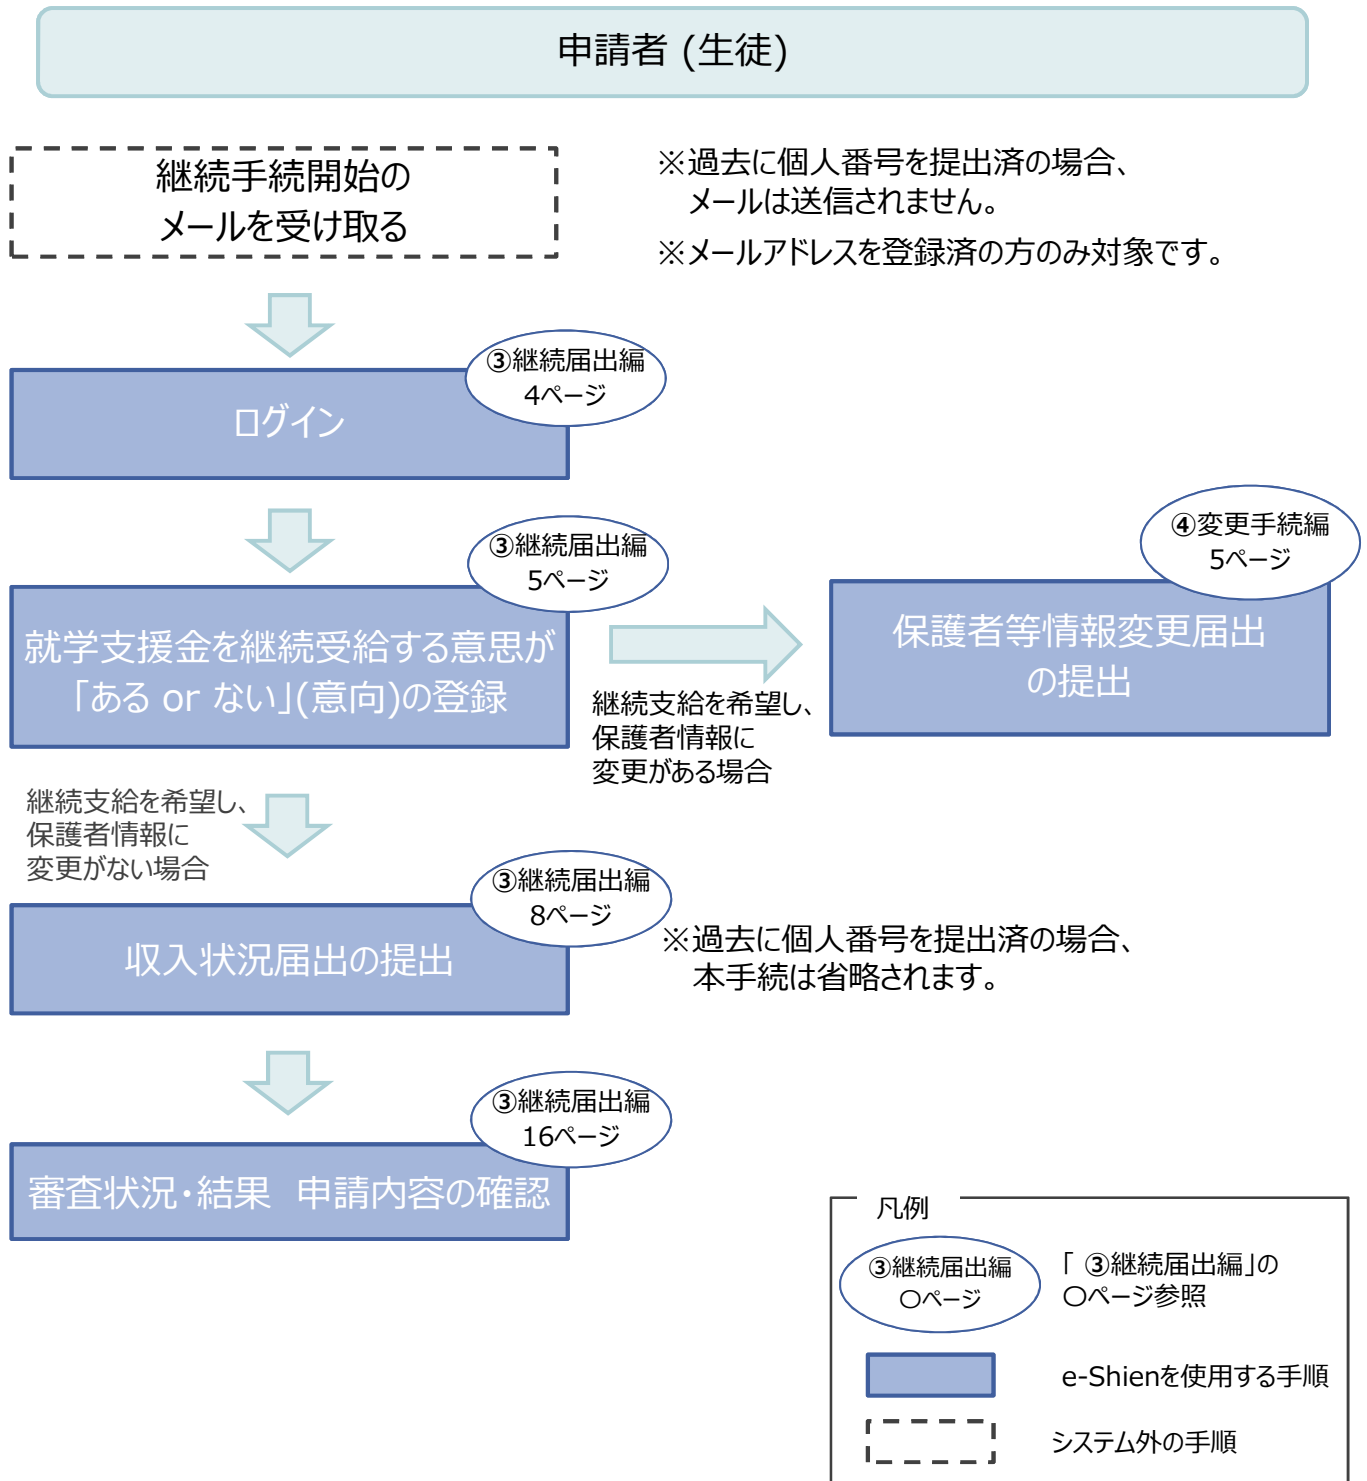 申請者 (生徒)
継続手続開始の
メールを受け取る
※過去に個人番号を提出済の場合、
メールは送信されません。
※メールアドレスを登録済の方のみ対象です。
③継続届出編
4ページ
ログイン
③継続届出編
5ページ
就学支援金を継続受給する意思が
「ある or ない」(意向)の登録
継続支給を希望し、
保護者情報に
変更がある場合
④変更手続編
5ページ
保護者等情報変更届出
の提出
継続支給を希望し、
保護者情報に
変更がない場合
③継続届出編
8ページ
収入状況届出の提出
※過去に個人番号を提出済の場合、
本手続は省略されます。
③継続届出編
16ページ
審査状況・結果　申請内容の確認
凡例
③継続届出編
〇ページ
「 ③継続届出編」の
〇ページ参照
e-Shienを使用する手順
システム外の手順